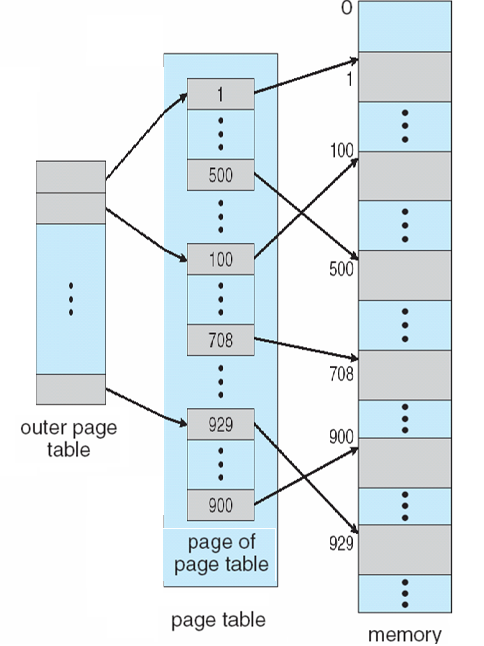 0
1
1
100
500
100
500
708
708
929
900
900
929
outer page
table
page of
page table
page table
memory